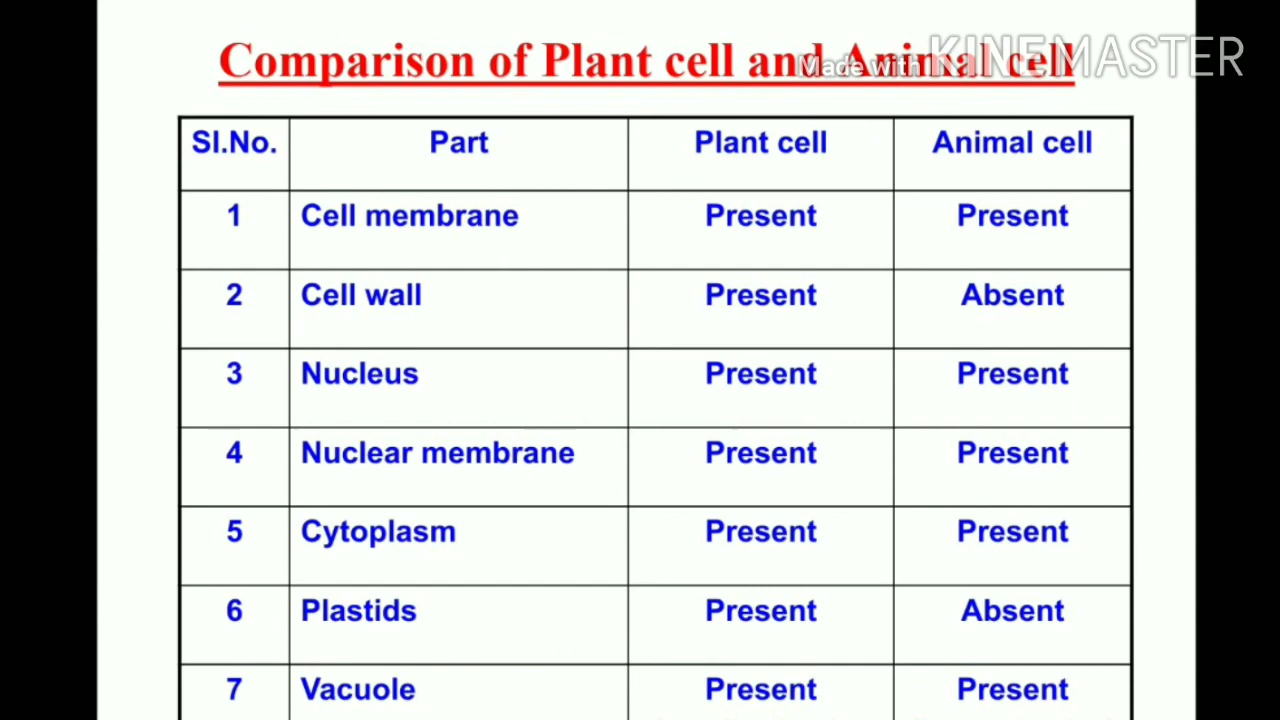 Comparison of Plant cell and Animal cell
Made with KINEMASTER
Sl.No. Part Plant cell Animal cell
1 Cell membrane Present Present
2 Cell wall Present Absent
3 Nucleus Present Present
4 Nuclear membrane Present Present
5 Cytoplasm Present Present
6 Plastids Present Absent
7 Vacuole Present Present